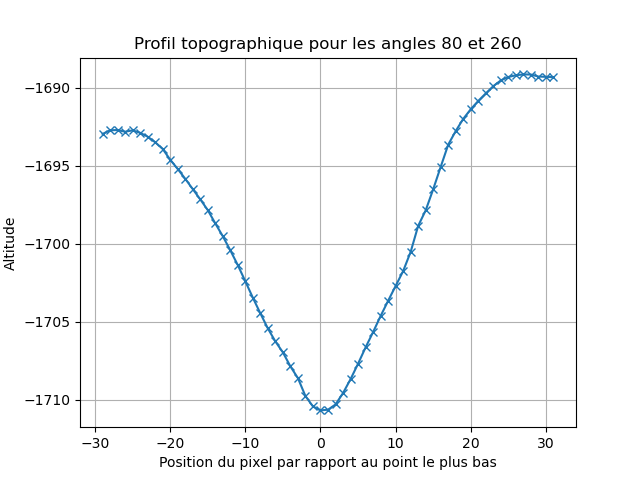 Profil topographique pour les angles 80 et 260
Altitude
−1690
−1695
−1700
−1705
−1710
−30 −20 −10 0 10 20 30
Position du pixel par rapport au point le plus bas